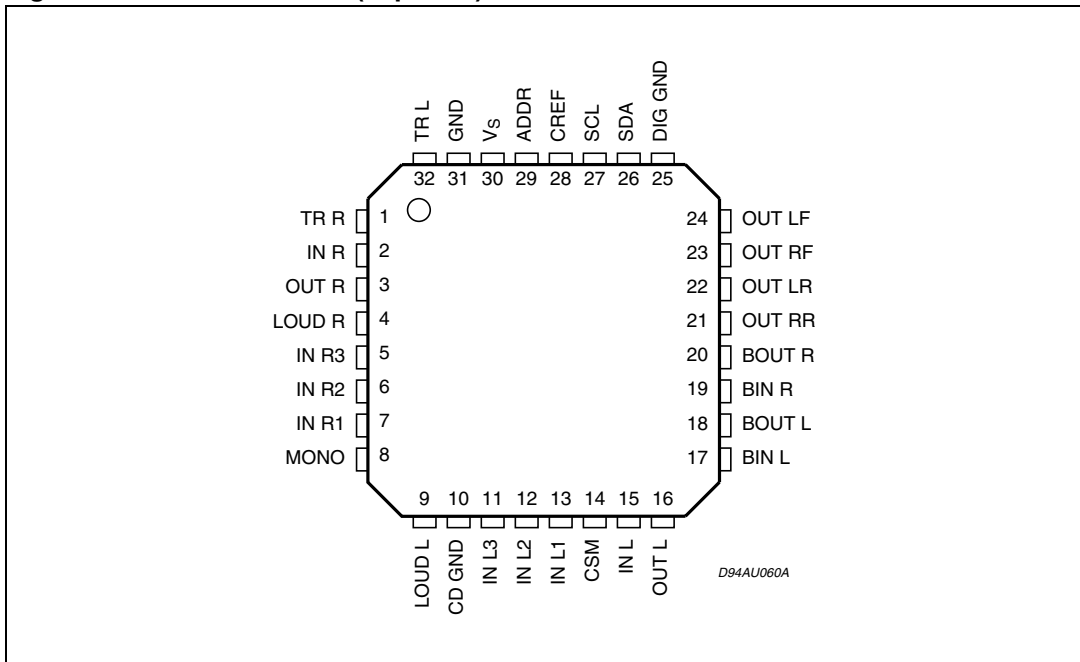 TR L
GND
VS
ADDR
CREF
SCL
SDA
DIG GND
32 31 30 29 28 27 26 25
TR R 1
IN R 2
OUT R 3
LOUD R 4
IN R3 5
IN R2 6
IN R1 7
MONO 8
24 OUT LF
23 OUT RF
22 OUT LR
21 OUT RR
20 BOUT R
19 BIN R
18 BOUT L
17 BIN L
9 10 11 12 13 14 15 16
LOUD L
CD GND
IN L3
IN L2
IN L1
CSM
IN L
OUT L
D94AU060A